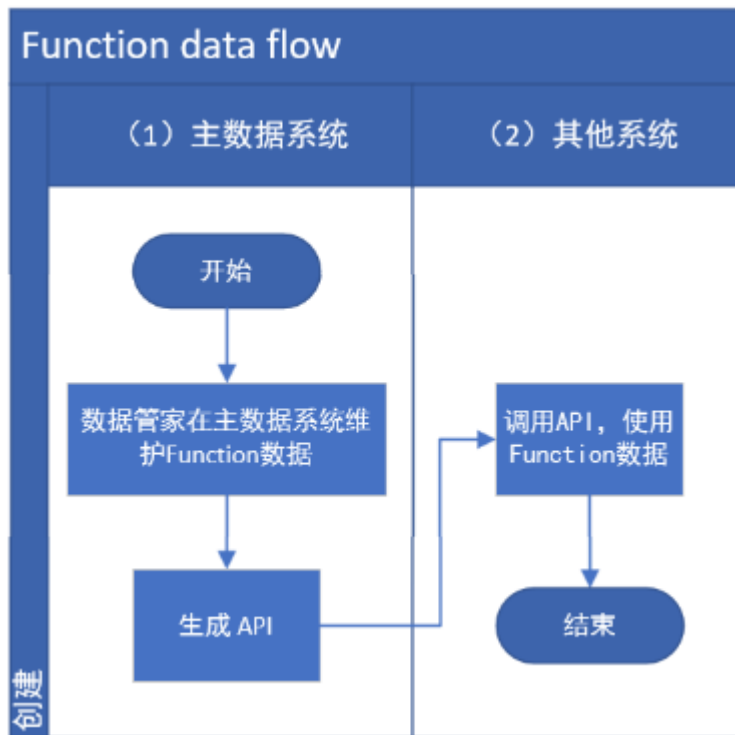 Function data flow
（1）主数据系统
（2）其他系统
开始
数据管家在主数据系统维
护Function数据
生成 API
调用API，使用
Function数据
结束
创建